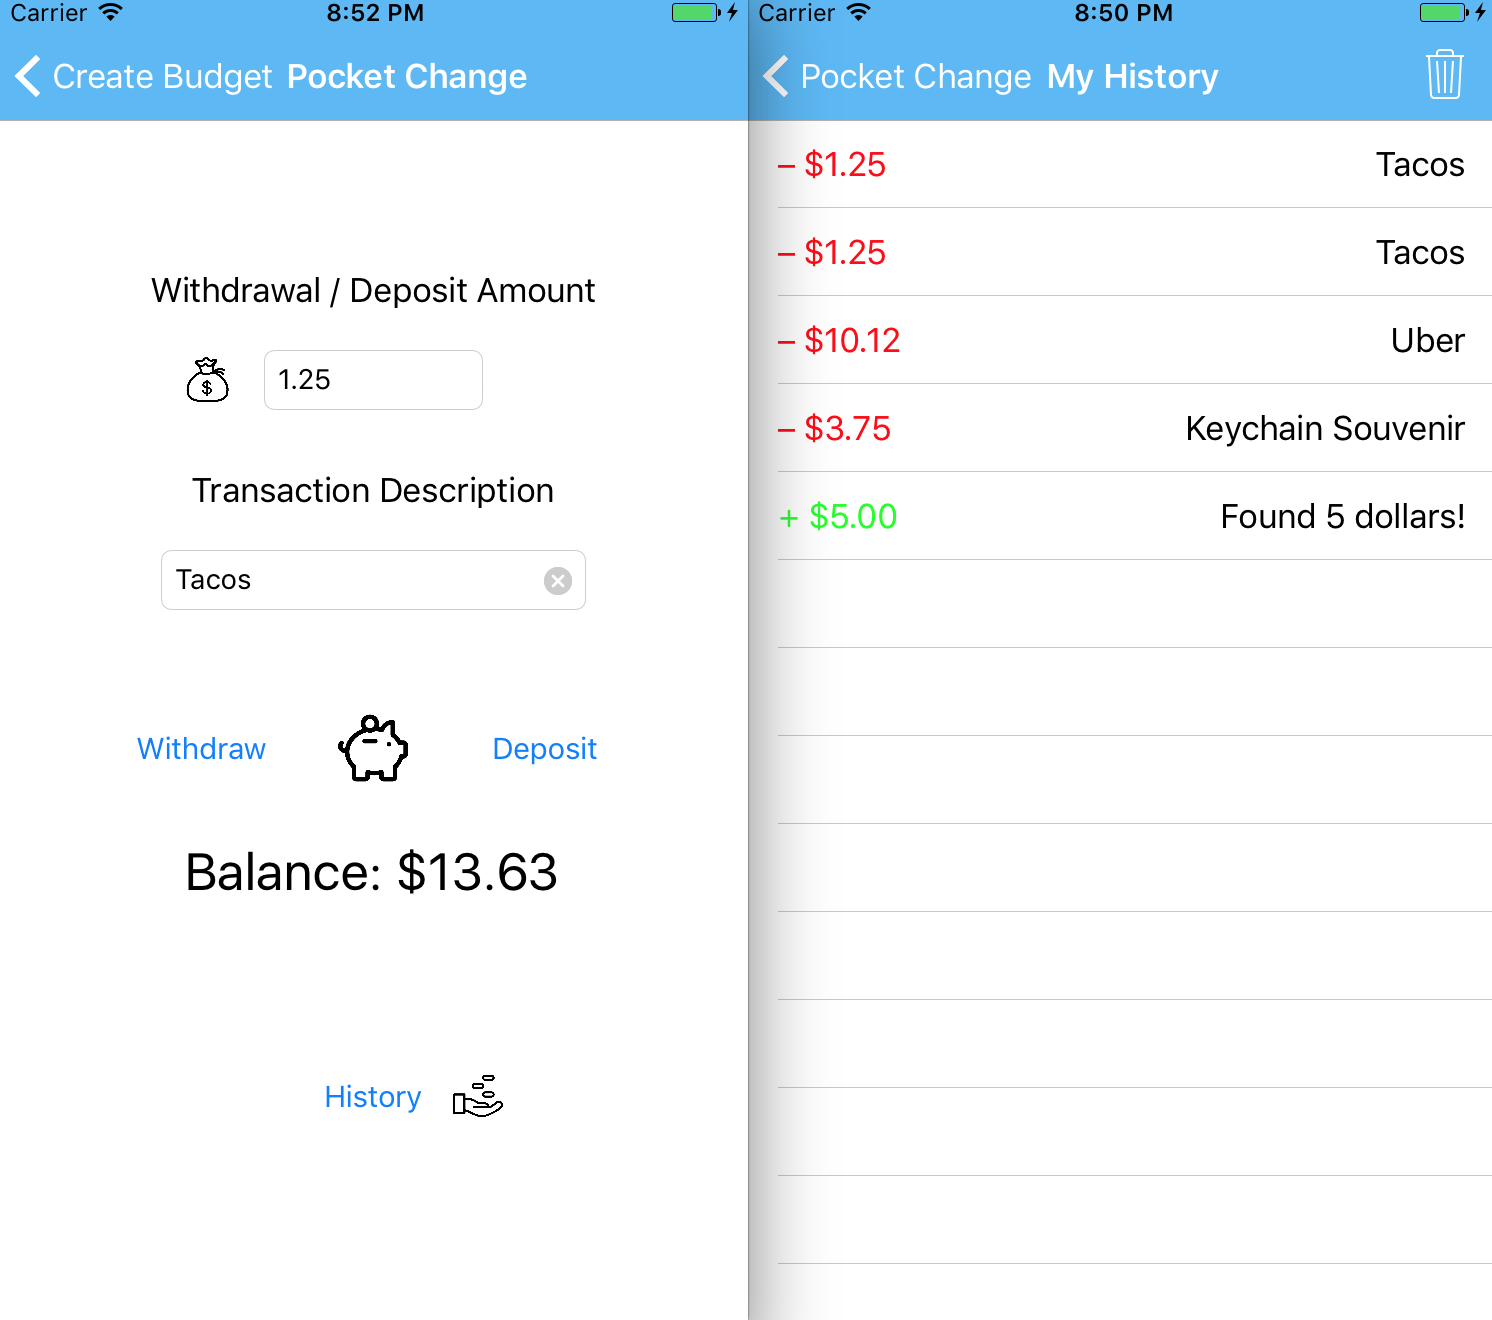 Carrier 8:52 PM
Create Budget Pocket Change
Withdrawal / Deposit Amount
$
1.25
Transaction Description
Tacos
Withdraw Deposit
Balance: $13.63
History
Carrier 8:50 PM
Pocket Change My History
– $1.25 Tacos
– $1.25 Tacos
– $10.12 Uber
– $3.75 Keychain Souvenir
+ $5.00 Found 5 dollars!